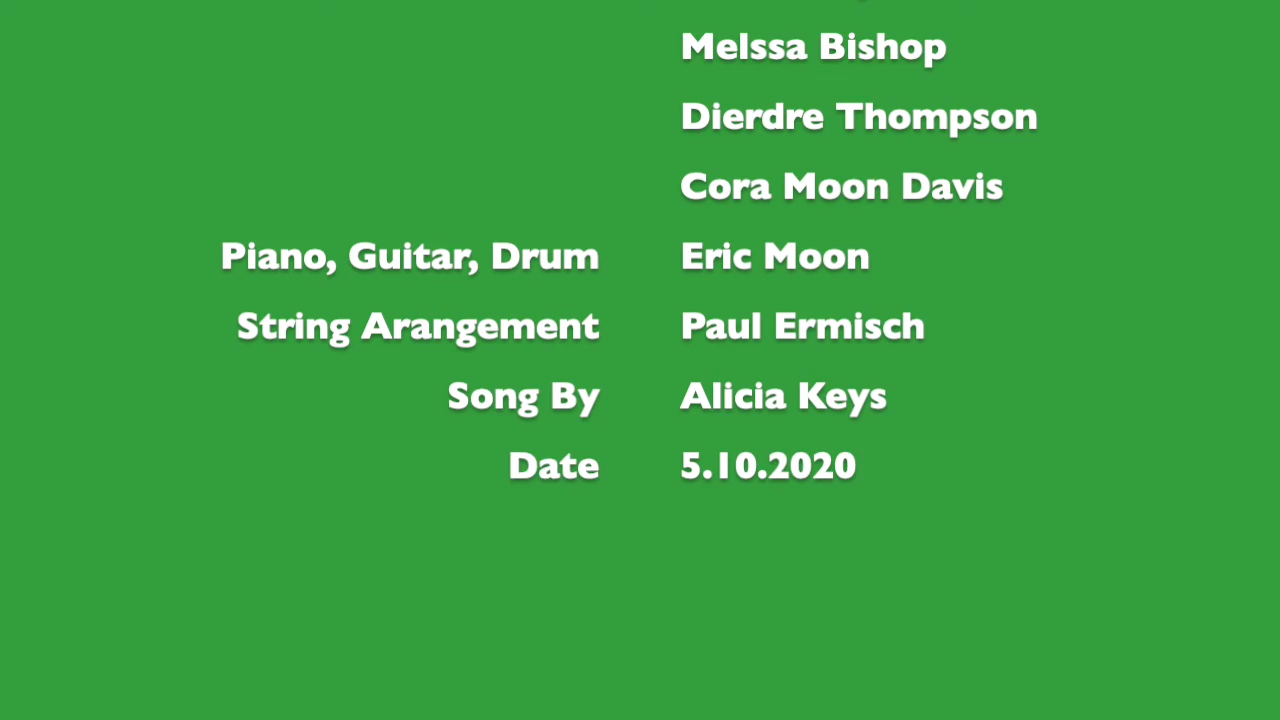 Melssa Bishop
Dierdre Thompson
Cora Moon Davis
Piano, Guitar, Drum Eric Moon
String Arangement Paul Ermisch
Song By Alicia Keys
Date 5.10.2020